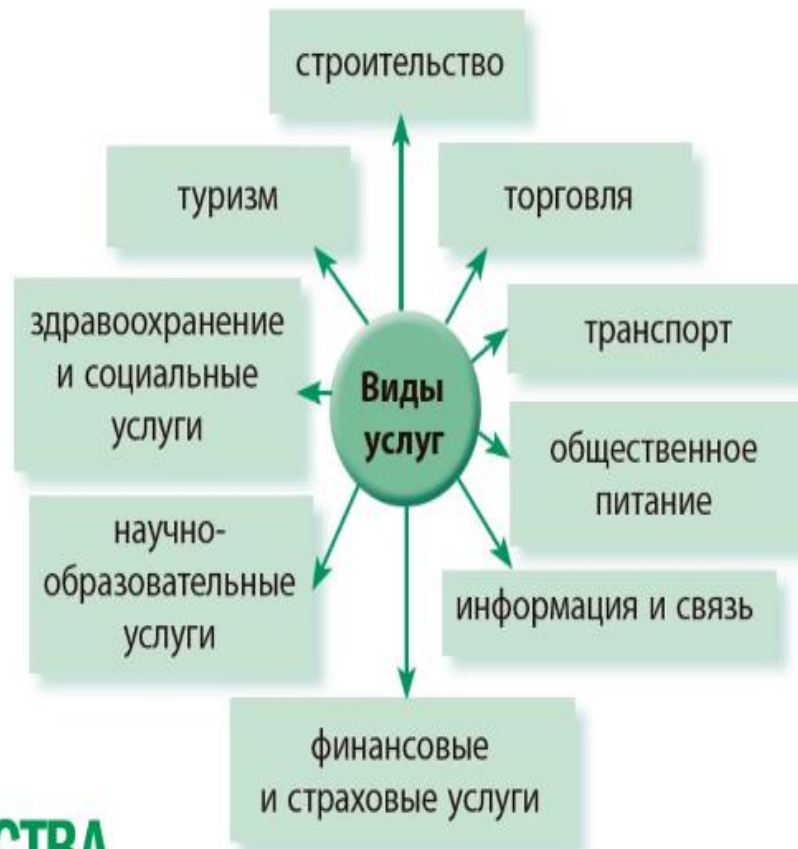 строительство
туризм
торговля
здравоохранение
и социальные
услуги
транспорт
Виды
услуг
общественное
питание
научно-
образовательные
услуги
информация и связь
финансовые
и страховые услуги
СТВА